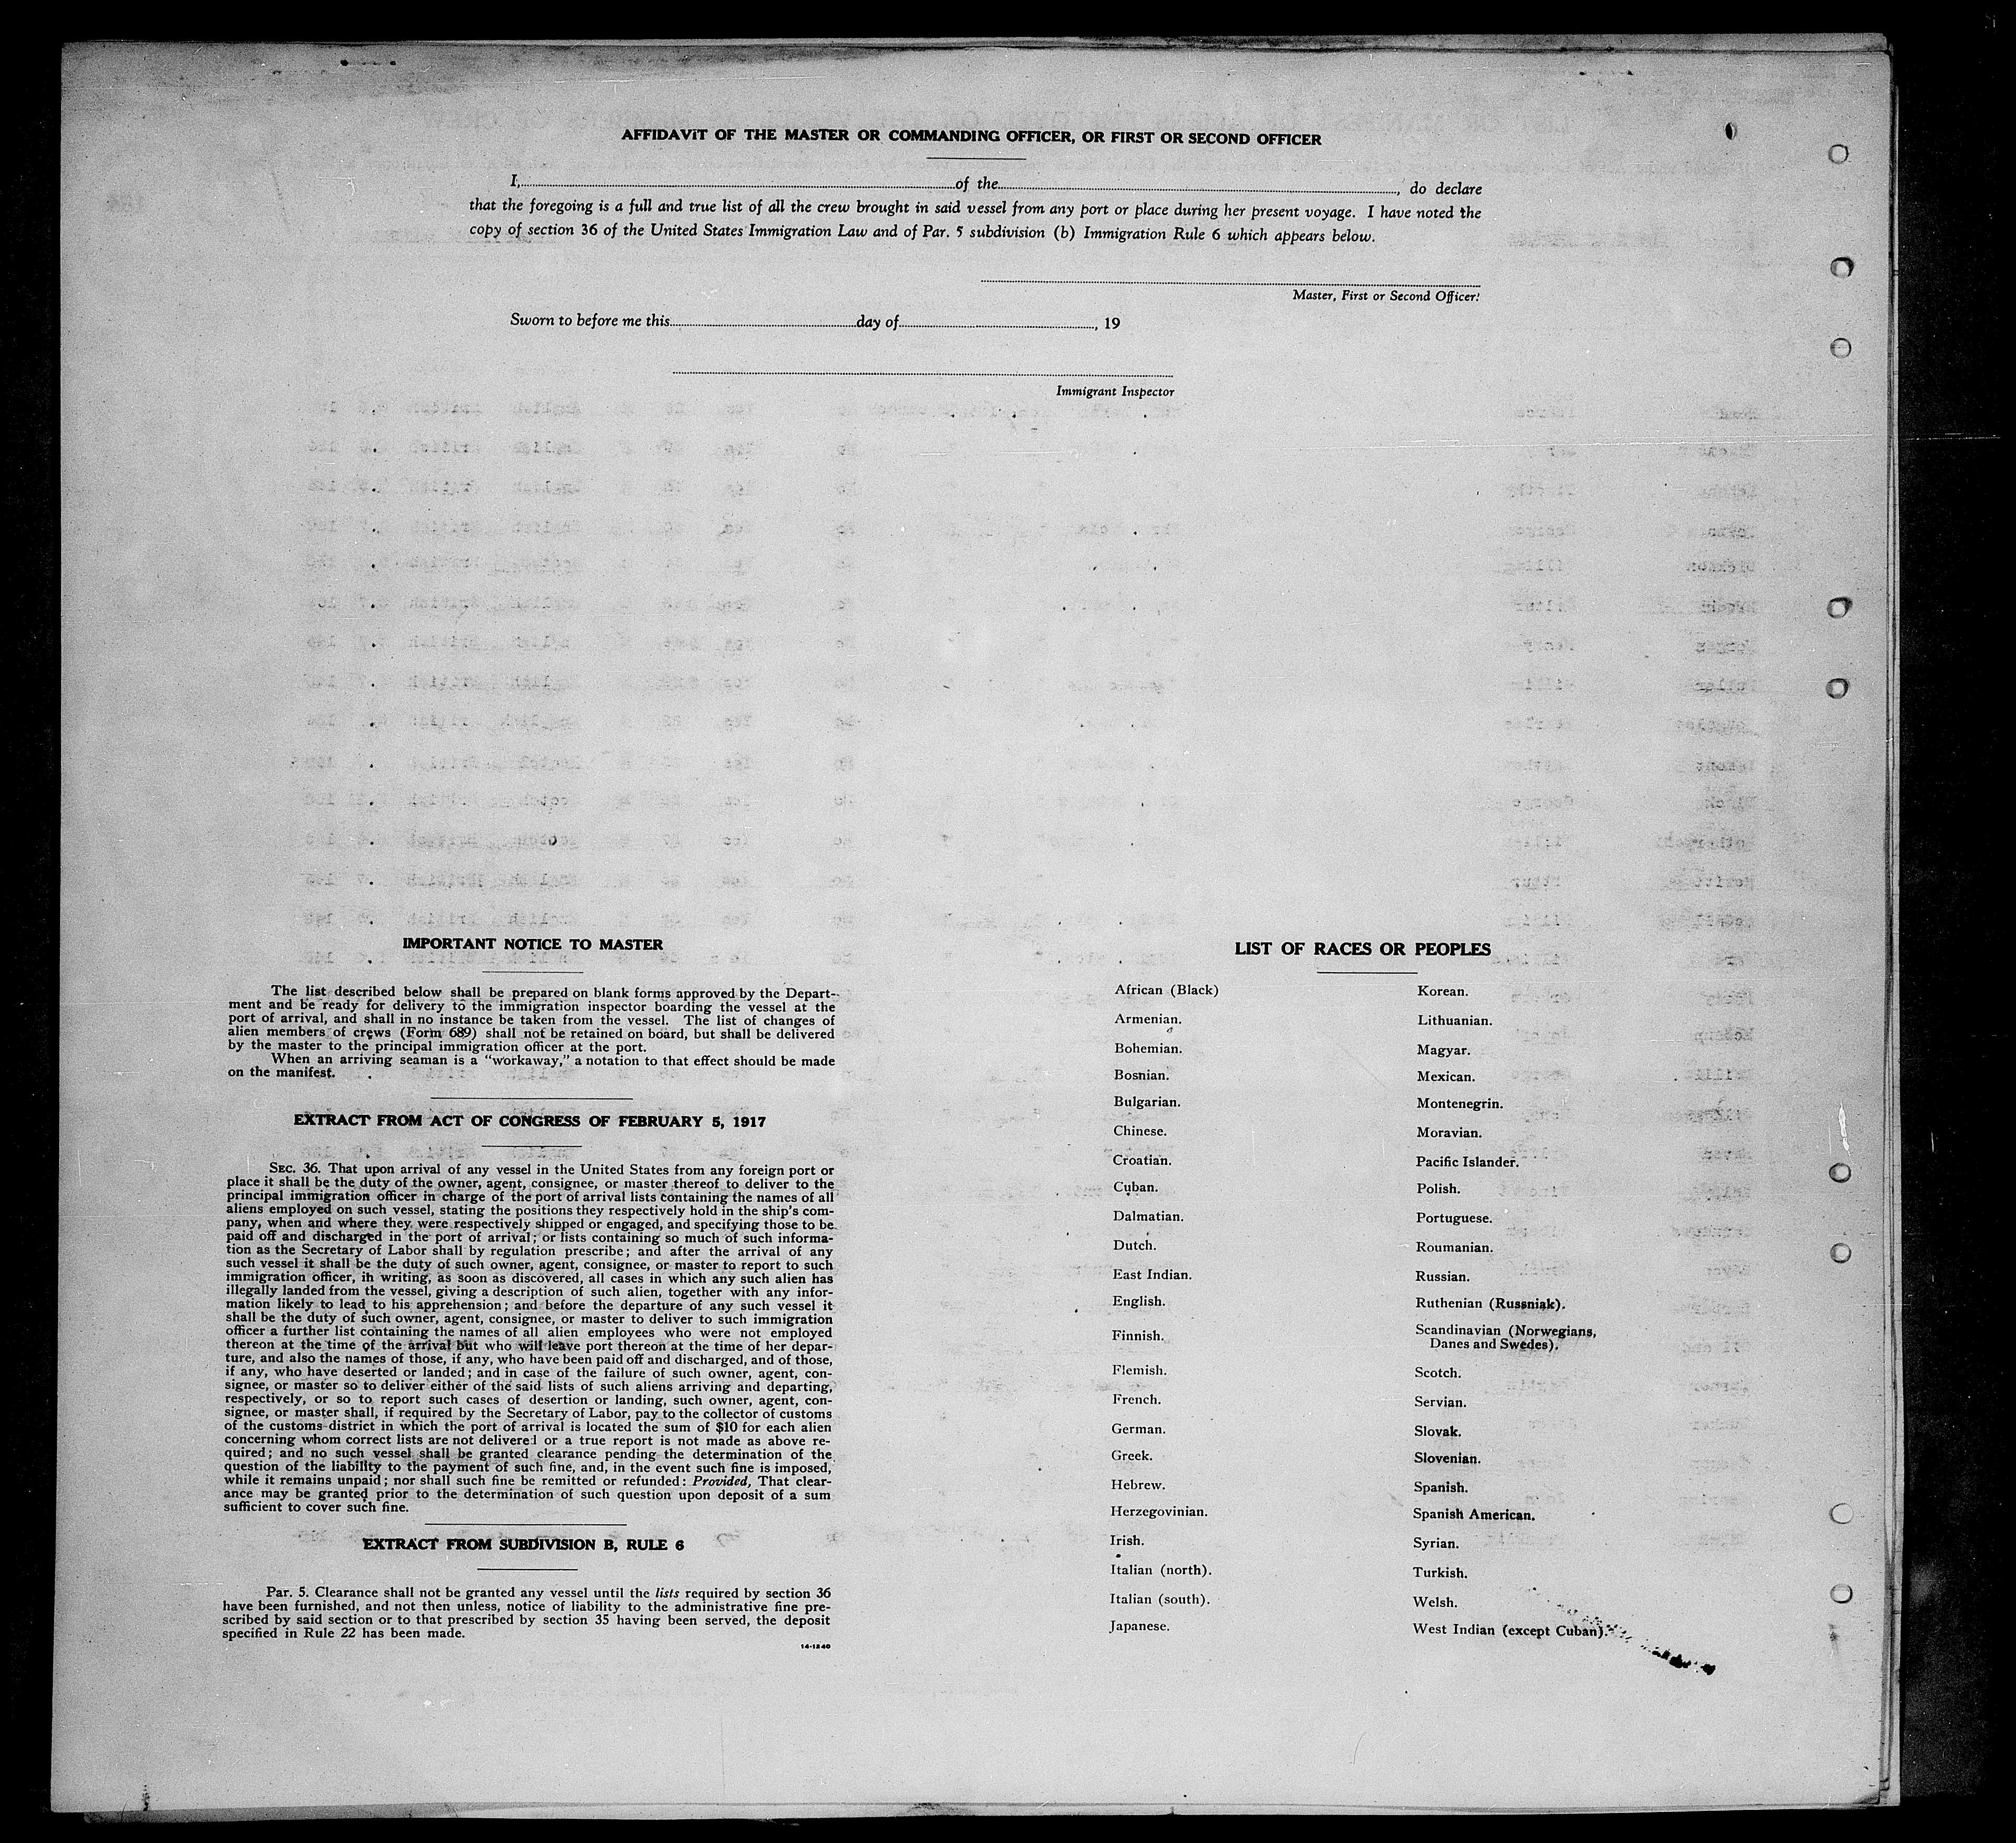 AFFIDAVIT OF THE MASTER OR COMMANDING OFFICER, OR FIRST OR SECOND OFFICER
I, of the , do declare
that the foregoing is a full and true list of all the crew brought in said vessel from any port or place during her present voyage. I have noted the
copy of section 36 of the United States Immigration Law and of Par. 5 subdivision (b) Immigration Rule 6 which appears below.
Master, First or Second Officer.
Sworn to before me this day of , 19
Immigrant Inspector
IMPORTANT NOTICE TO MASTER
The list described below shall be prepared on blank forms approved by the Depart-
ment and be ready for delivery to the immigration inspector boarding the vessel at the
port of arrival, and shall in no instance be taken from the vessel. The list of changes of
alien members of crews (Form 689) shall not be retained on board, but shall be delivered
by the master to the principal immigration officer at the port.
When an arriving seaman is a "workaway," a notation to that effect should be made
on the manifest.
EXTRACT FROM ACT OF CONGRESS OF FEBRUARY 5, 1917
SEC. 36. That upon arrival of any vessel in the United States from any foreign port or
place it shall be the duty of the owner, agent, consignee, or master thereof to deliver to the
principal immigration officer in charge of the port of arrival lists containing the names of all
aliens employed on such vessel, stating the positions they respectively hold in the ship's com-
pany, when and where they were respectively shipped or engaged, and specifying those to be
paid off and discharged in the port of arrival; or lists containing so much of such informa-
tion as the Secretary of Labor shall by regulation prescribe; and after the arrival of any
such vessel it shall be the duty of such owner, agent, consignee, or master to report to such
immigration officer, in writing, as soon as discovered, all cases in which any such alien has
illegally landed from the vessel, giving a description of such alien, together with any infor-
mation likely to lead to his apprehension; and before the departure of any such vessel it
shall be the duty of such owner, agent, consignee, or master to deliver to such immigration
officer a further list containing the names of all alien employees who were not employed
thereon at the time of the arrival but who will leave port thereon at the time of her depar-
ture, and also the names of those, if any, who have been paid off and discharged, and of those,
if any, who have deserted or landed; and in case of the failure of such owner, agent, con-
signee, or master so to deliver either of the said lists of such aliens arriving and departing,
respectively, or so to report such cases of desertion or landing, such owner, agent, con-
signee, or master shall, if required by the Secretary of Labor, pay to the collector of customs
of the customs district in which the port of arrival is located the sum of $10 for each alien
concerning whom correct lists are not delivered or a true report is not made as above re-
quired; and no such vessel shall be granted clearance pending the determination of the
question of the liability to the payment of such fine, and, in the event such fine is imposed,
while it remains unpaid; nor shall such fine be remitted or refunded: Provided, That clear-
ance may be granted prior to the determination of such question upon deposit of a sum
sufficient to cover such fine.
EXTRACT FROM SUBDIVISION B, RULE 6
Par. 5. Clearance shall not be granted any vessel until the lists required by section 36
have been furnished, and not then unless, notice of liability to the administrative fine pre-
scribed by said section or to that prescribed by section 35 having been served, the deposit
specified in Rule 22 has been made.
14-1240
LIST OF RACES OR PEOPLES
African (Black)
Armenian.
Bohemian.
Bosnian.
Bulgarian.
Chinese.
Croatian.
Cuban.
Dalmatian.
Dutch.
East Indian.
English.
Finnish.
Flemish.
French.
German.
Greek.
Hebrew.
Herzegovinian.
Irish.
Italian (north).
Italian (south).
Japanese.
Korean.
Lithuanian.
Magyar.
Mexican.
Montenegrin.
Moravian.
Pacific Islander.
Polish.
Portuguese.
Roumanian.
Russian.
Ruthenian (Russniak).
Scandinavian (Norwegians,
Danes and Swedes).
Scotch.
Servian.
Slovak.
Slovenian.
Spanish.
Spanish American.
Syrian.
Turkish.
Welsh.
West Indian (except Cuban).